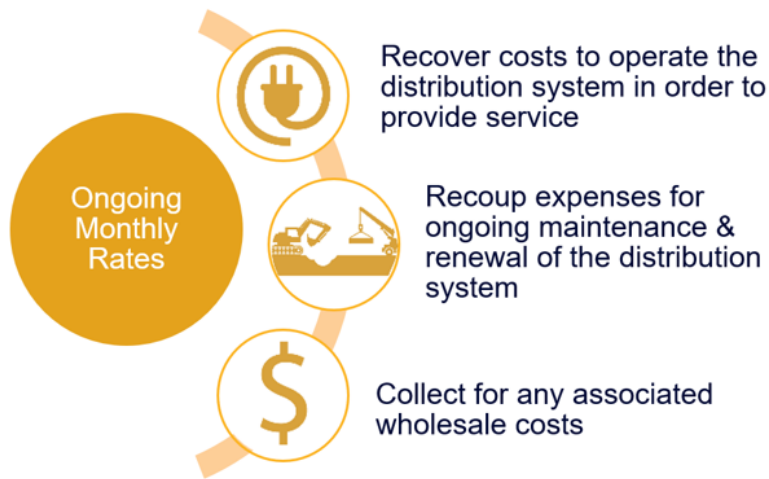 Ongoing
Monthly
Rates
Recover costs to operate the
distribution system in order to
provide service
Recoup expenses for
ongoing maintenance &
renewal of the distribution
system
$
Collect for any associated
wholesale costs